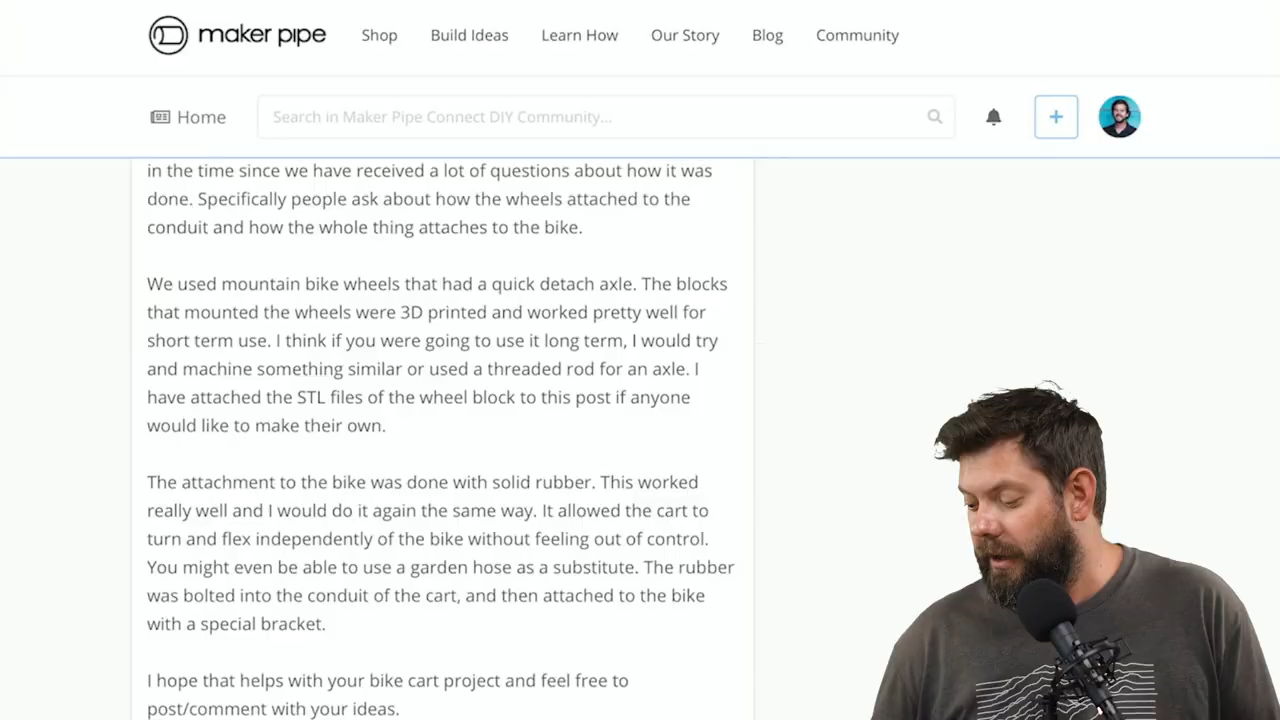 maker pipe
Shop
Build Ideas
Learn How
Our Story
Blog
Community
Home
Search in Maker Pipe Connect DIY Community...
in the time since we have received a lot of questions about how it was
done. Specifically people ask about how the wheels attached to the
conduit and how the whole thing attaches to the bike.
We used mountain bike wheels that had a quick detach axle. The blocks
that mounted the wheels were 3D printed and worked pretty well for
short term use. I think if you were going to use it long term, I would try
and machine something similar or used a threaded rod for an axle. I
have attached the STL files of the wheel block to this post if anyone
would like to make their own.
The attachment to the bike was done with solid rubber. This worked
really well and I would do it again the same way. It allowed the cart to
turn and flex independently of the bike without feeling out of control.
You might even be able to use a garden hose as a substitute. The rubber
was bolted into the conduit of the cart, and then attached to the bike
with a special bracket.
I hope that helps with your bike cart project and feel free to
post/comment with your ideas.